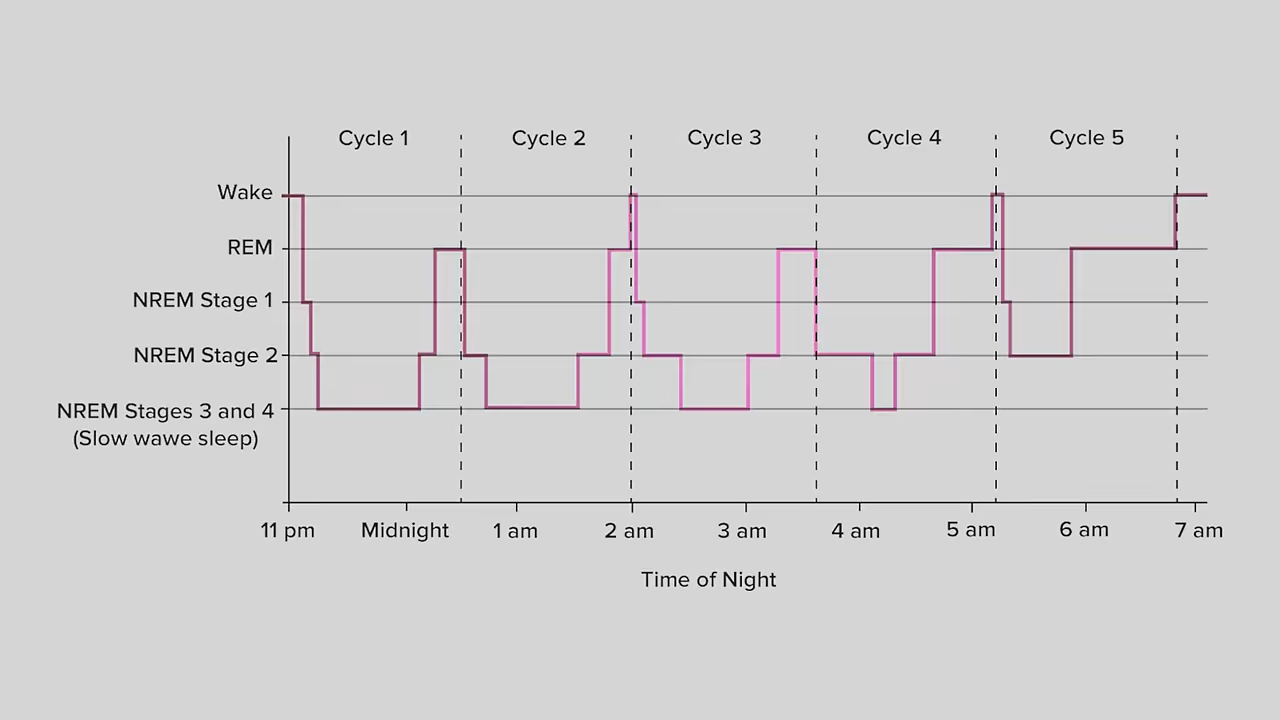 Cycle 1
Cycle 2
Cycle 3
Cycle 4
Cycle 5
Wake
REM
NREM Stage 1
NREM Stage 2
NREM Stages 3 and 4
(Slow wawe sleep)
11 pm
Midnight
1 am
2 am
3 am
4 am
5 am
6 am
7 am
Time of Night